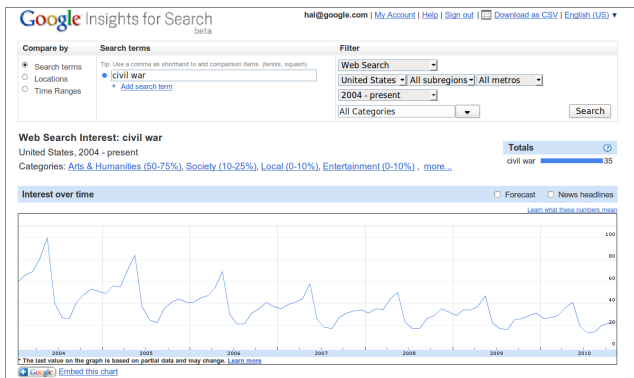 Google Insights for Search beta
hal@google.com | My Account | Help | Sign out | Download as CSV | English (US) ▼
Compare by
Search terms
Locations
Time Ranges
Search terms
Tip: Use a comma as shorthand to add comparison items. (tennis, squash)
civil war
+ Add search term
Filter
Web Search
United States All subregions All metros
2004 - present
All Categories
Search
Web Search Interest: civil war
United States, 2004 - present
Categories: Arts & Humanities (50-75%), Society (10-25%), Local (0-10%), Entertainment (0-10%) , more...
Totals ?
civil war 35
Interest over time
Forecast News headlines
Learn what these numbers mean
100
80
60
40
20
0
2004 2005 2006 2007 2008 2009 2010
* The last value on the graph is based on partial data and may change. Learn more
+ Google | Embed this chart